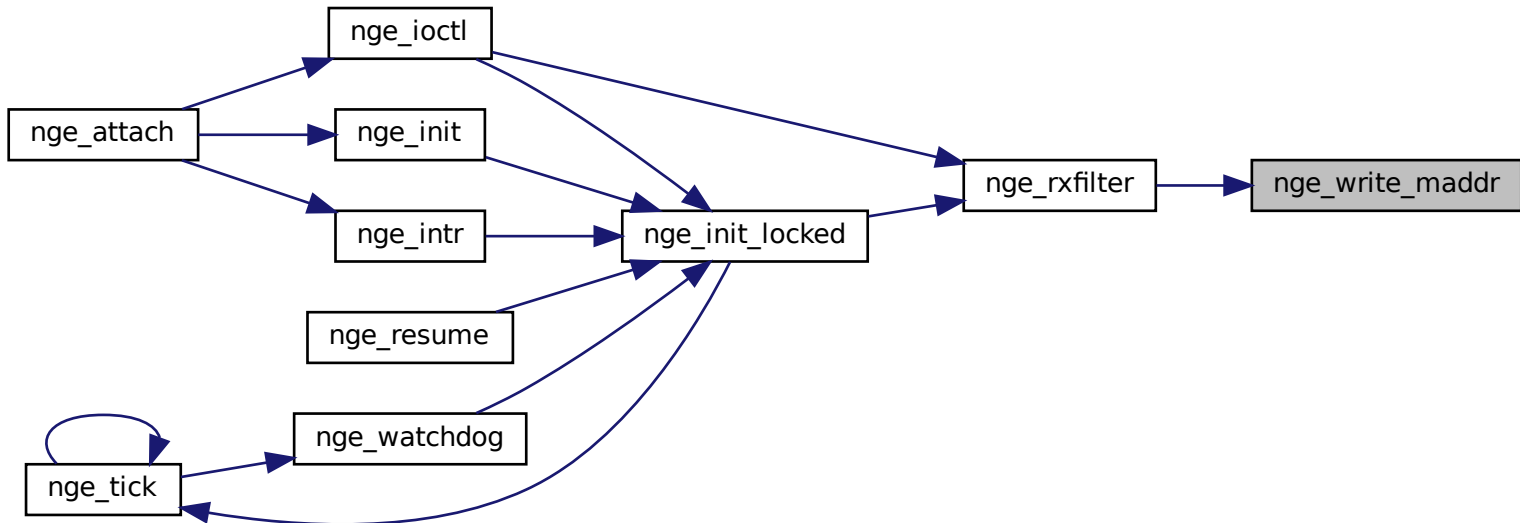 nge_ioctl
nge_attach
nge_init
nge_rxfilter
nge_write_maddr
nge_intr
nge_init_locked
nge_resume
nge_watchdog
nge_tick